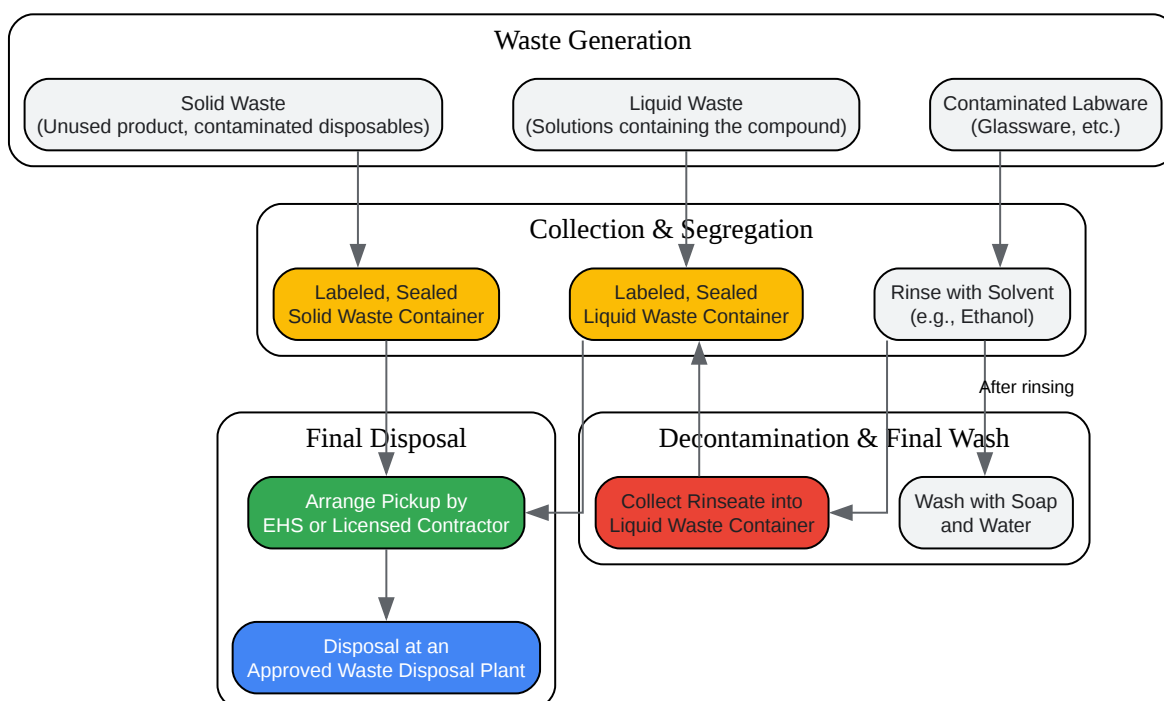 Waste Generation
Solid Waste
(Unused product, contaminated disposables)
Liquid Waste
(Solutions containing the compound)
Contaminated Labware
(Glassware, etc.)
Collection & Segregation
Labeled, Sealed
Solid Waste Container
Labeled, Sealed
Liquid Waste Container
Rinse with Solvent
(e.g., Ethanol)
After rinsing
Final Disposal
Decontamination & Final Wash
Arrange Pickup by
EHS or Licensed Contractor
Collect Rinseate into
Liquid Waste Container
Wash with Soap
and Water
Disposal at an
Approved Waste Disposal Plant